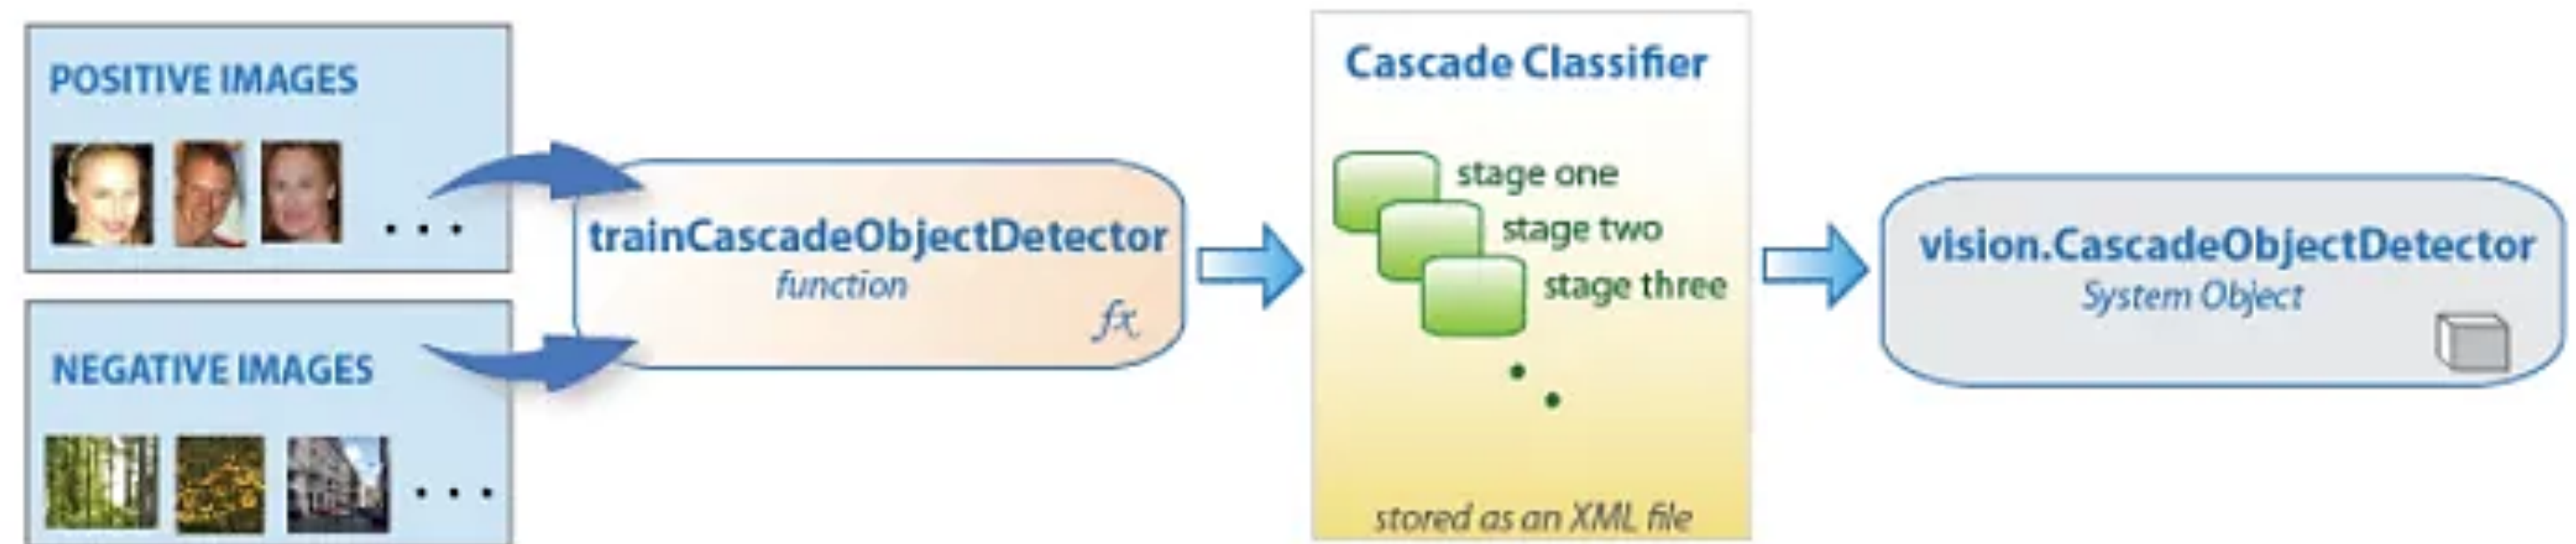 POSITIVE IMAGES
. . .
NEGATIVE IMAGES
. . .
trainCascadeObjectDetector
function
fx
Cascade Classifier
stage one
stage two
stage three
stored as an XML file
vision.CascadeObjectDetector
System Object